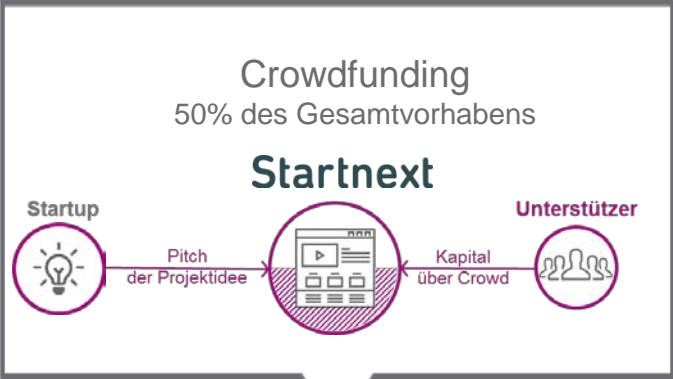 Crowdfunding
50% des Gesamtvorhabens
Startnext
Startup
Unterstützer
Pitch
der Projektidee
Kapital
über Crowd